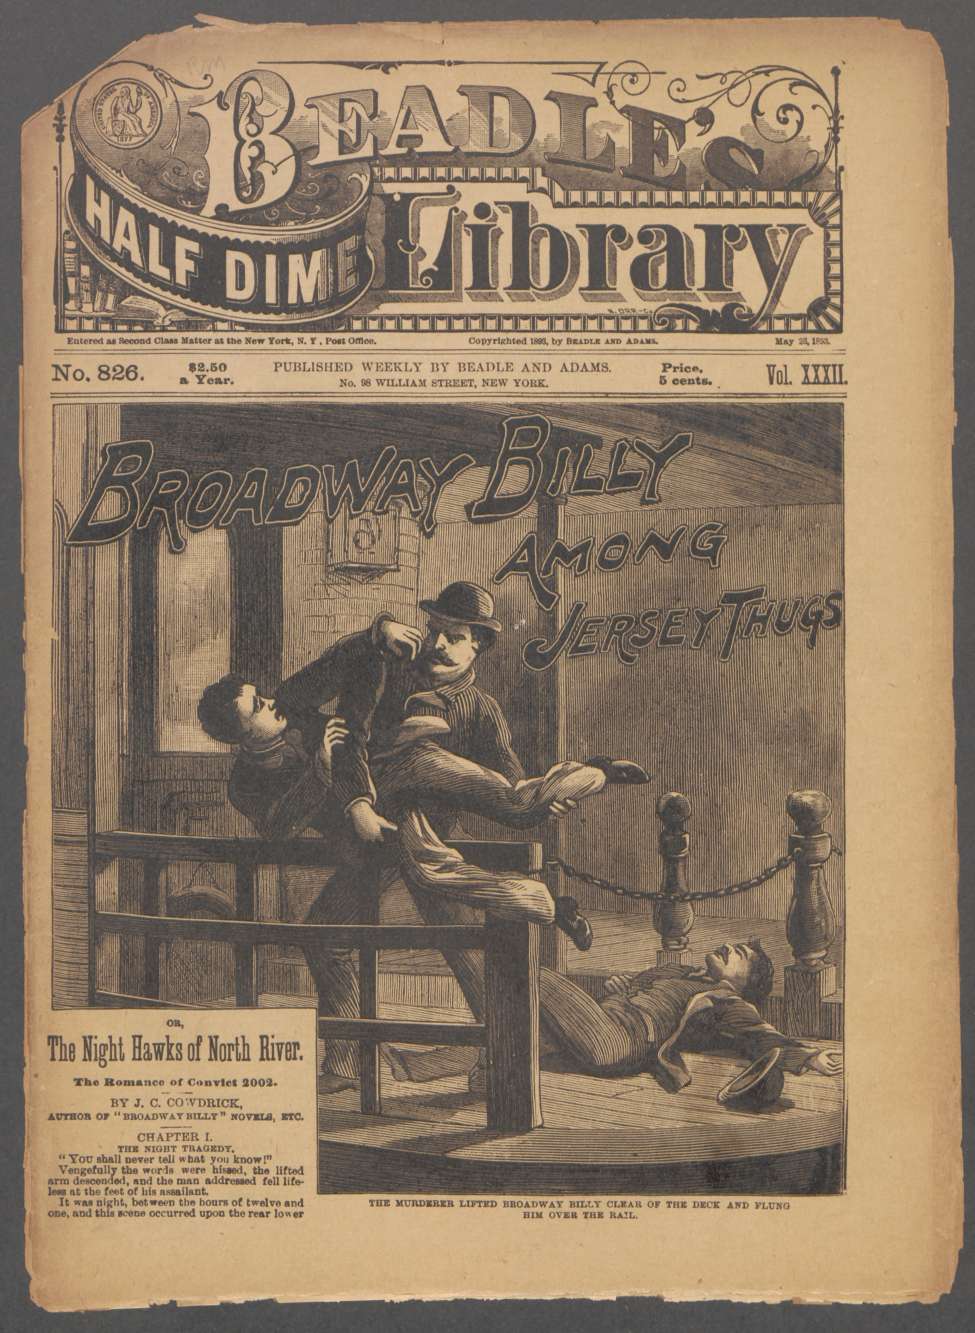 BEADLE'S
HALF DIME
Library
N. ORR-Co
Entered as Second Class Matter at the New York, N. Y, Post Office.
Copyrighted 1893, by BEADLE AND ADAMS.
May 23, 1893.
No. 826.
$2.50
a Year.
PUBLISHED WEEKLY BY BEADLE AND ADAMS.
No. 98 WILLIAM STREET, NEW YORK.
Price,
5 cents.
Vol. XXXII.
BROADWAY BILLY
AMONG
JERSEY THUGS
OR,
The Night Hawks of North River.
The Romance of Convict 2002.
BY J. C. COWDRICK,
AUTHOR OF "BROADWAY BILLY" NOVELS, ETC.
CHAPTER I.
THE NIGHT TRAGEDY.
"YOU shall never tell what you know!"
Vengefully the words were hissed, the lifted
arm descended, and the man addressed fell life-
less at the feet of his assailant.
It was night, between the hours of twelve and
one, and this scene occurred upon the rear lower
THE MURDERER LIFTED BROADWAY BILLY CLEAR OF THE DECK AND FLUNG
HIM OVER THE RAIL.